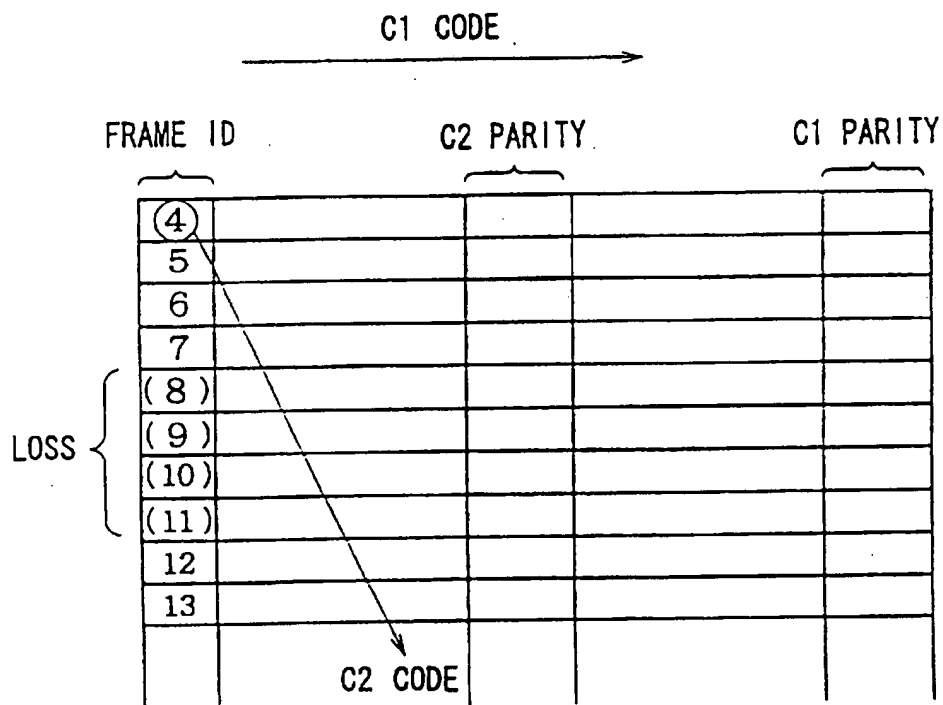 C1 CODE
FRAME ID C2 PARITY C1 PARITY
④
5
6
7
(8)
(9)
LOSS
(10)
(11)
12
13
C2 CODE